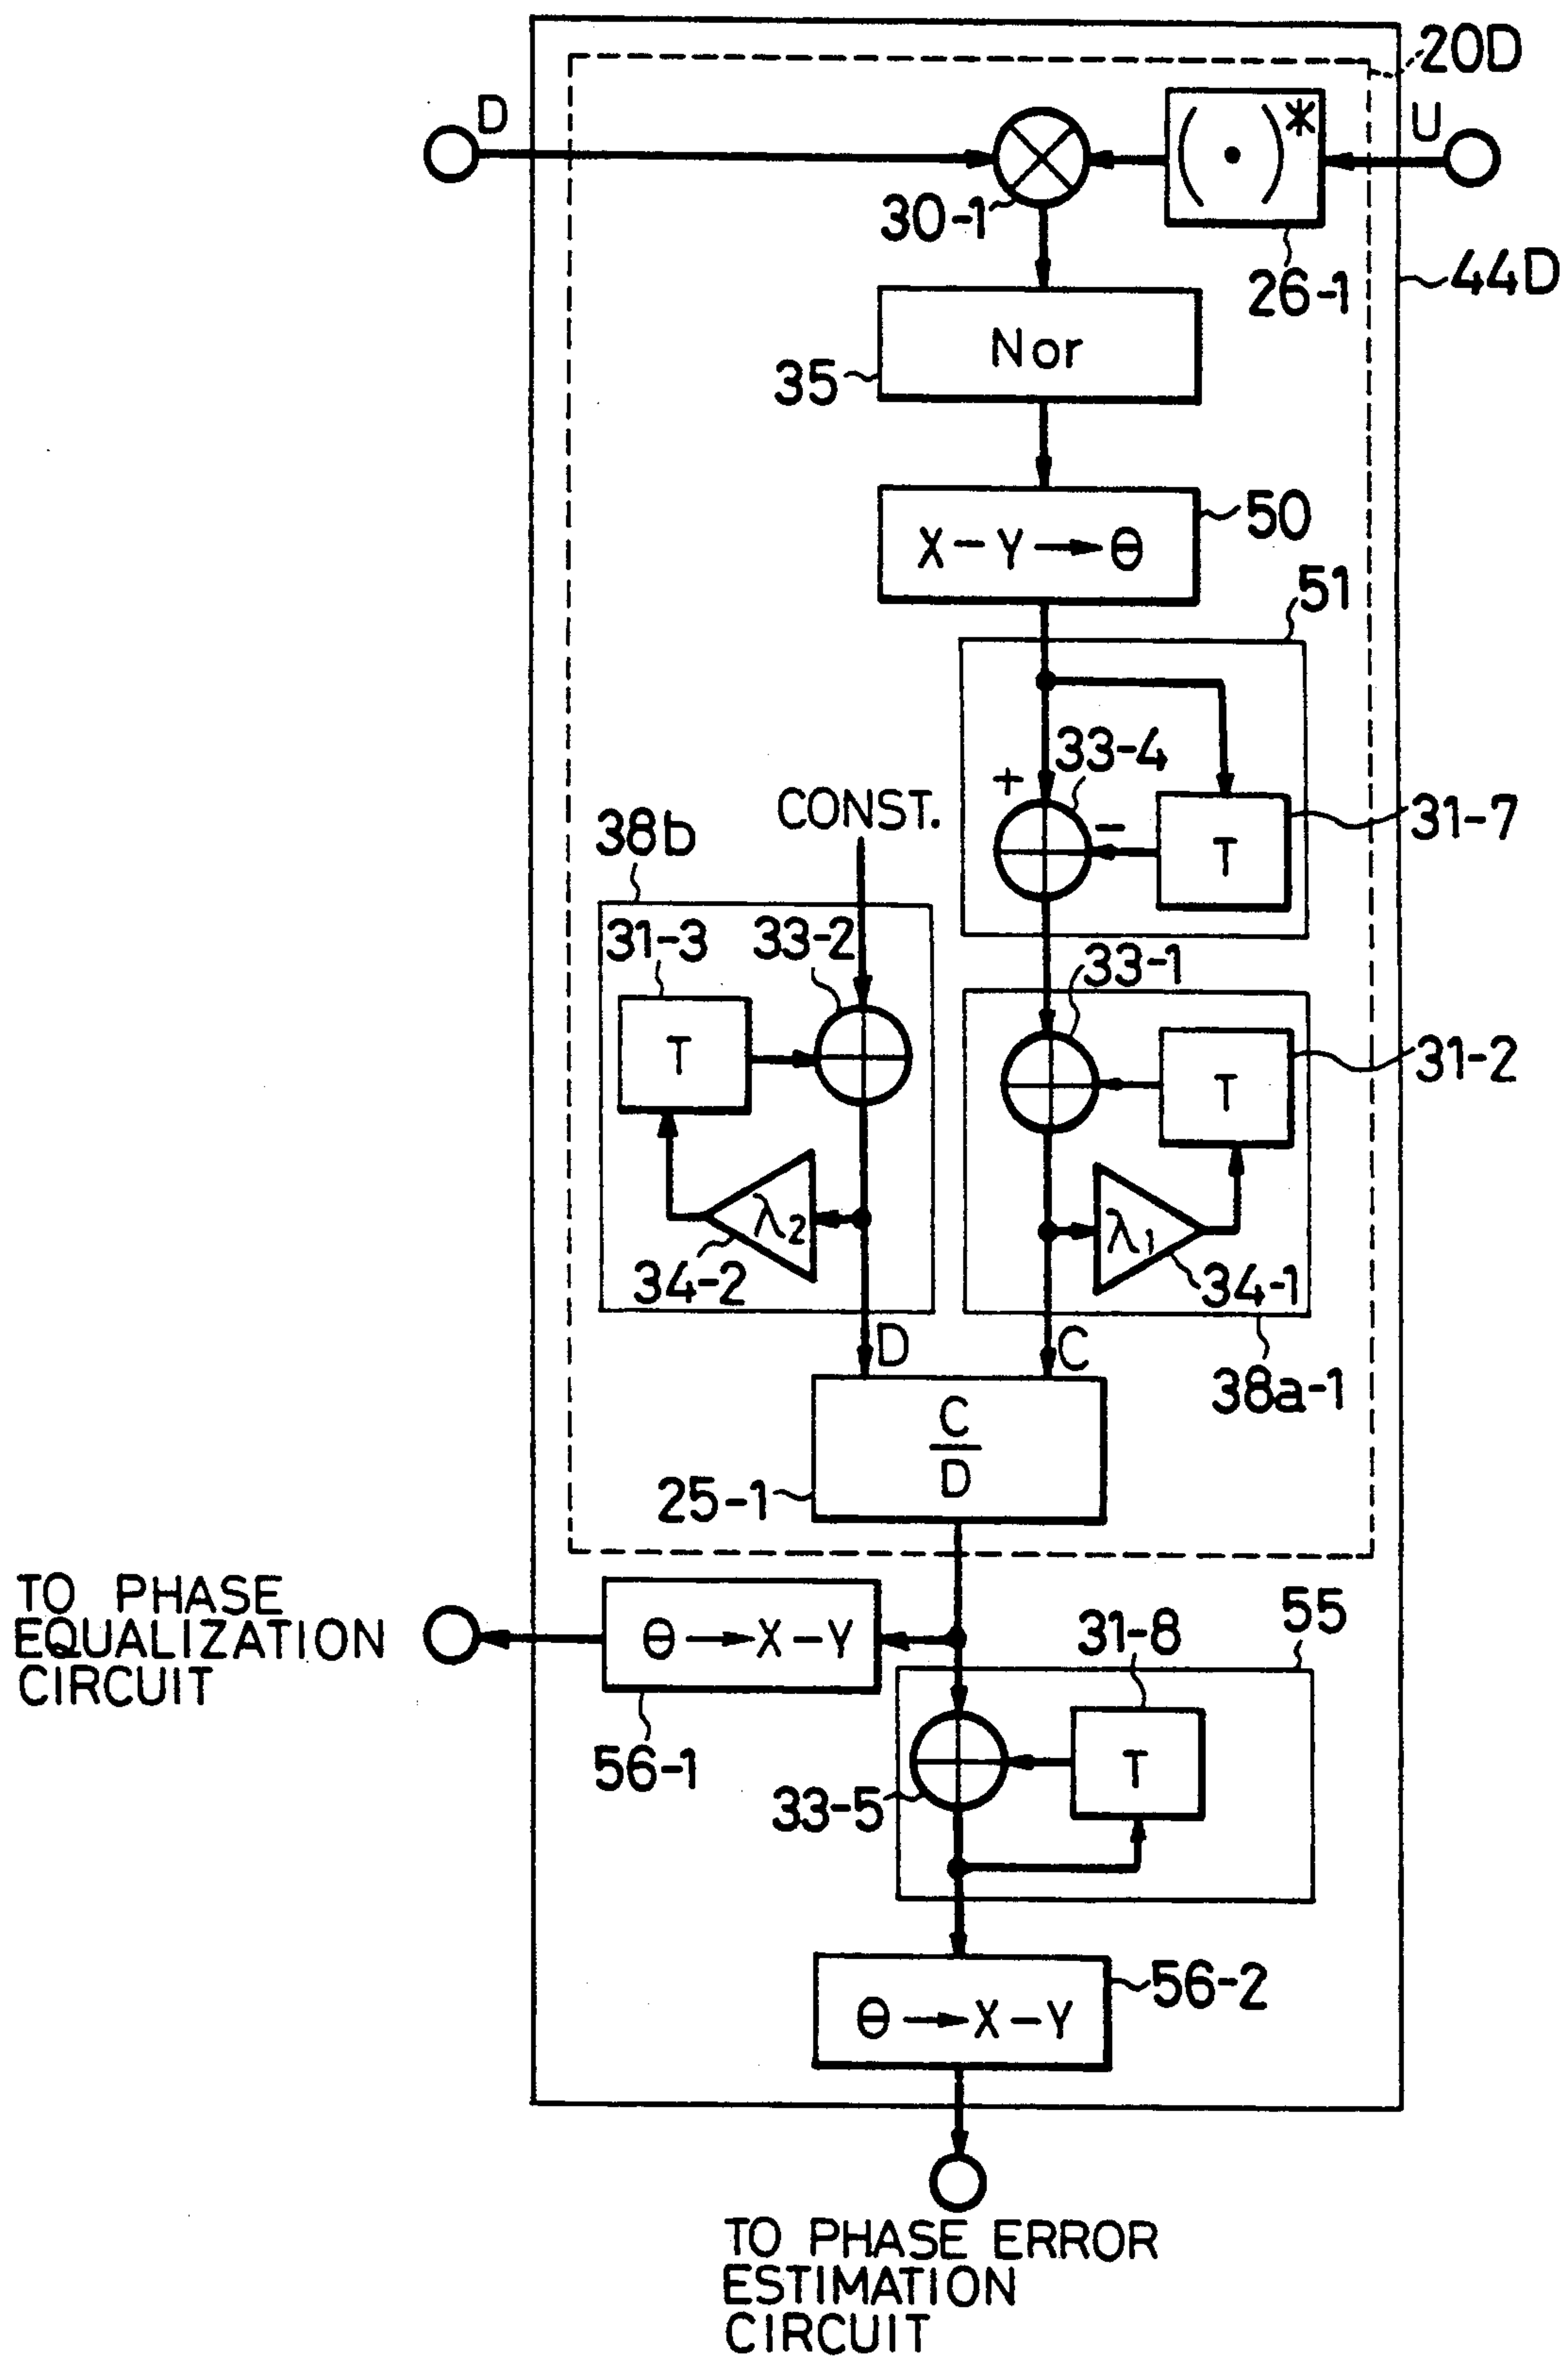 20D
D
( • )*
U
30-1
26-1
44D
Nor
35
50
X-Y→θ
51
33-4
+
-
CONST.
T
31-7
38b
31-3
33-2
33-1
T
T
31-2
λ2
λ1
34-2
34-1
D
C
38a-1
C
D
25-1
TO PHASE
EQUALIZATION
CIRCUIT
θ→X-Y
31-8
55
56-1
T
33-5
56-2
θ→X-Y
TO PHASE ERROR
ESTIMATION
CIRCUIT